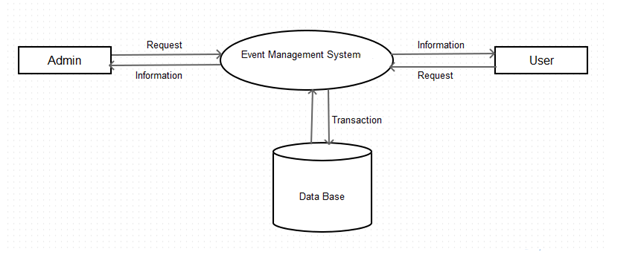 Request
Information
Event Management System
Admin
User
Information
Request
Transaction
Data Base